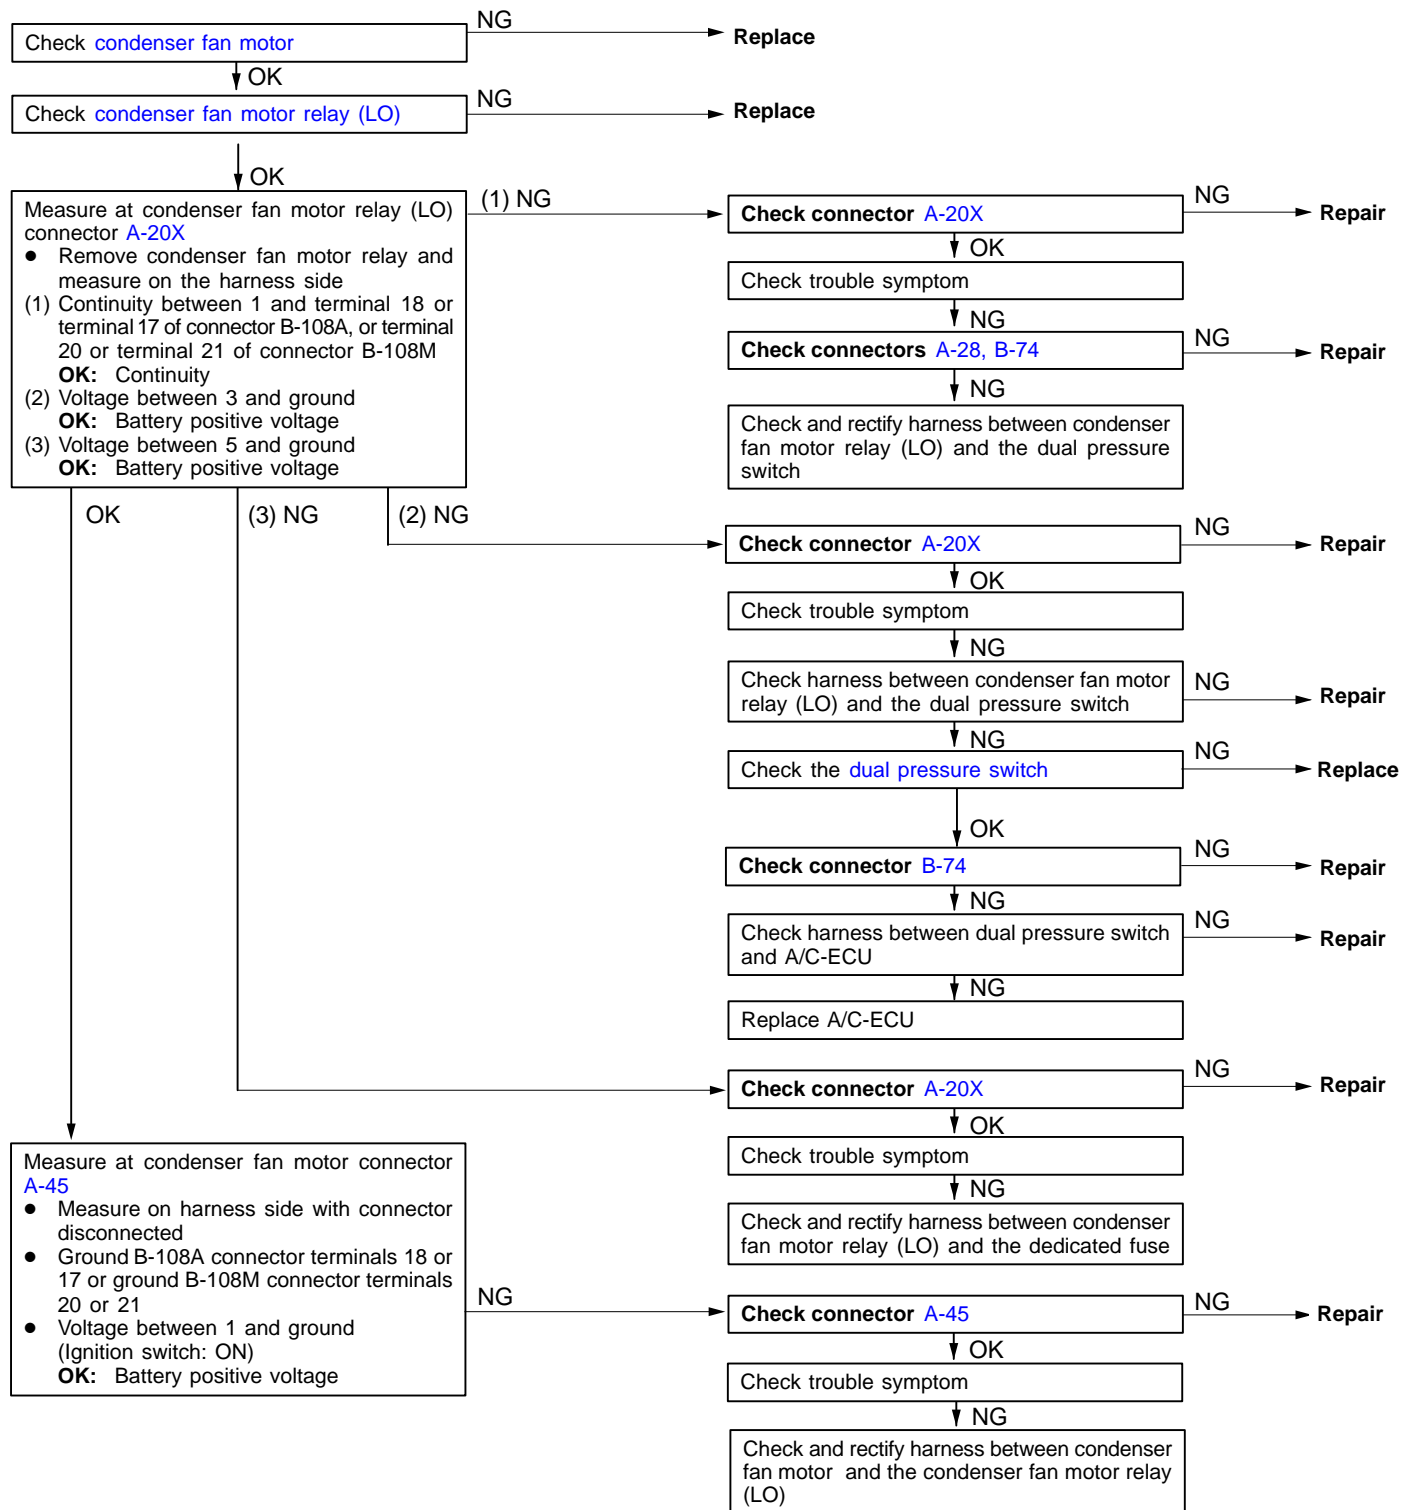 Check condenser fan motor
NG
Replace
OK
Check condenser fan motor relay (LO)
NG
Replace
OK
Measure at condenser fan motor relay (LO)
connector A-20X
● Remove condenser fan motor relay and
measure on the harness side
(1) Continuity between 1 and terminal 18 or
terminal 17 of connector B-108A, or terminal
20 or terminal 21 of connector B-108M
OK: Continuity
(2) Voltage between 3 and ground
OK: Battery positive voltage
(3) Voltage between 5 and ground
OK: Battery positive voltage
(1) NG
Check connector A-20X
NG
Repair
OK
Check trouble symptom
NG
Check connectors A-28, B-74
NG
Repair
NG
Check and rectify harness between condenser
fan motor relay (LO) and the dual pressure
switch
OK
(3) NG
(2) NG
Check connector A-20X
NG
Repair
OK
Check trouble symptom
NG
Check harness between condenser fan motor
relay (LO) and the dual pressure switch
NG
Repair
NG
Check the dual pressure switch
NG
Replace
OK
Check connector B-74
NG
Repair
NG
Check harness between dual pressure switch
and A/C-ECU
NG
Repair
NG
Replace A/C-ECU
Check connector A-20X
NG
Repair
OK
Check trouble symptom
NG
Check and rectify harness between condenser
fan motor relay (LO) and the dedicated fuse
Measure at condenser fan motor connector
A-45
● Measure on harness side with connector
disconnected
● Ground B-108A connector terminals 18 or
17 or ground B-108M connector terminals
20 or 21
● Voltage between 1 and ground
(Ignition switch: ON)
OK: Battery positive voltage
NG
Check connector A-45
NG
Repair
OK
Check trouble symptom
NG
Check and rectify harness between condenser
fan motor and the condenser fan motor relay
(LO)